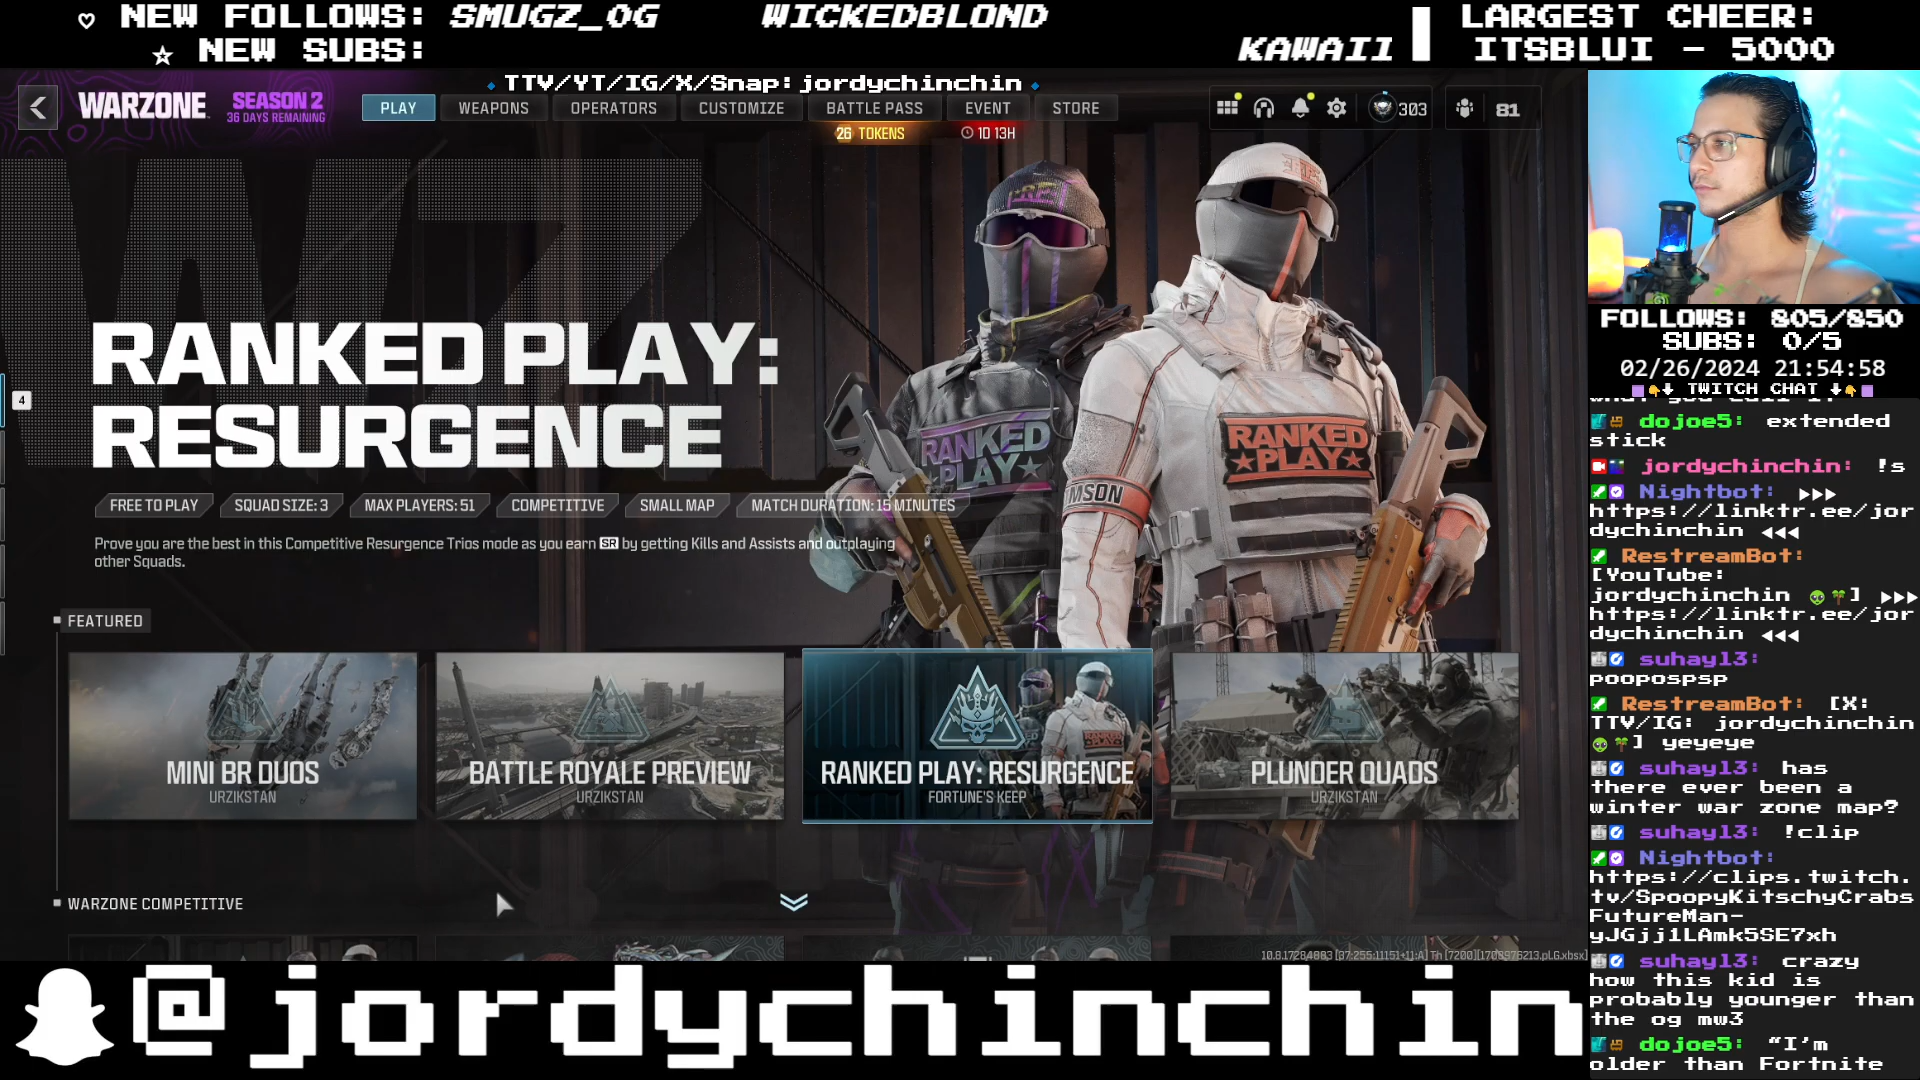 ♡ NEW FOLLOWS: SMUGZ_OG WICKEDBLOND
☆ NEW SUBS: KAWAII
LARGEST CHEER:
ITSBLUI - 5000
TTV/YT/IG/X/Snap:jordychinchin
WARZONE
SEASON 2
36 DAYS REMAINING
PLAY
WEAPONS
OPERATORS
CUSTOMIZE
BATTLE PASS
EVENT
STORE
26 TOKENS
1D 13H
303
81
4
RANKED PLAY:
RESURGENCE
FREE TO PLAY
SQUAD SIZE: 3
MAX PLAYERS: 51
COMPETITIVE
SMALL MAP
MATCH DURATION: 15 MINUTES
Prove you are the best in this Competitive Resurgence Trios mode as you earn SR by getting Kills and Assists and outplaying
other Squads.
RANKED
PLAY
RANKED
PLAY
FEATURED
MINI BR DUOS
URZIKSTAN
BATTLE ROYALE PREVIEW
URZIKSTAN
RANKED PLAY: RESURGENCE
FORTUNE'S KEEP
PLUNDER QUADS
URZIKSTAN
WARZONE COMPETITIVE
@jordychinchin
FOLLOWS: 805/850
SUBS: 0/5
02/26/2024 21:54:58
TWITCH CHAT
dojoe5: extended
stick
jordychinchin: !s
Nightbot: ▶▶▶
https://linktr.ee/jor
dychinchin ◀◀◀
RestreamBot:
[YouTube:
jordychinchin 👽🌴] ▶▶▶
https://linktr.ee/jor
dychinchin ◀◀◀
suhayl3:
poopospsp
RestreamBot: [X:
TTV/IG: jordychinchin
👽🌴] yeyeye
suhayl3: has
there ever been a
winter war zone map?
suhayl3: !clip
Nightbot:
https://clips.twitch.
tv/SpoopyKitschyCrabs
FutureMan-
yJGjj1LAmk5SE7xh
suhayl3: crazy
how this kid is
probably younger than
the og mw3
dojoe5: “I’m
older than Fortnite